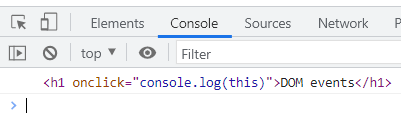 Elements Console Sources Network P
top Filter
<h1 onclick="console.log(this)">DOM events</h1>
>